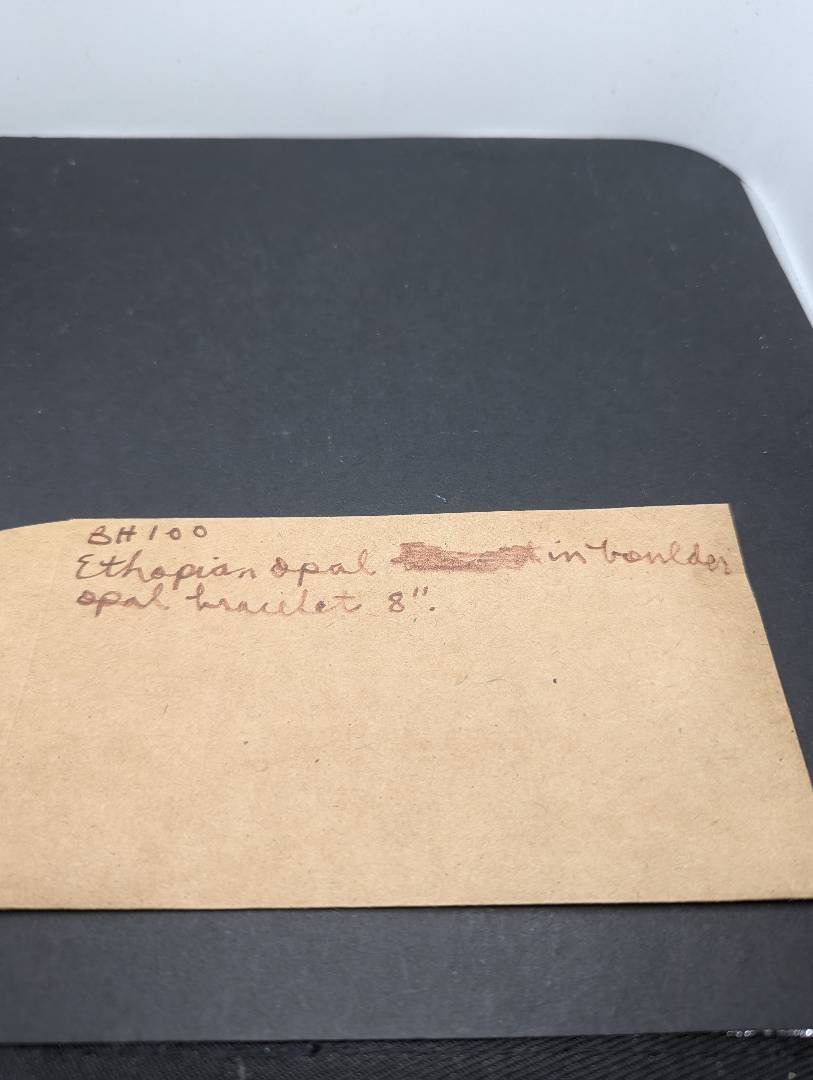 BH100
Ethopian opal in boulder
opal bracelet 8".